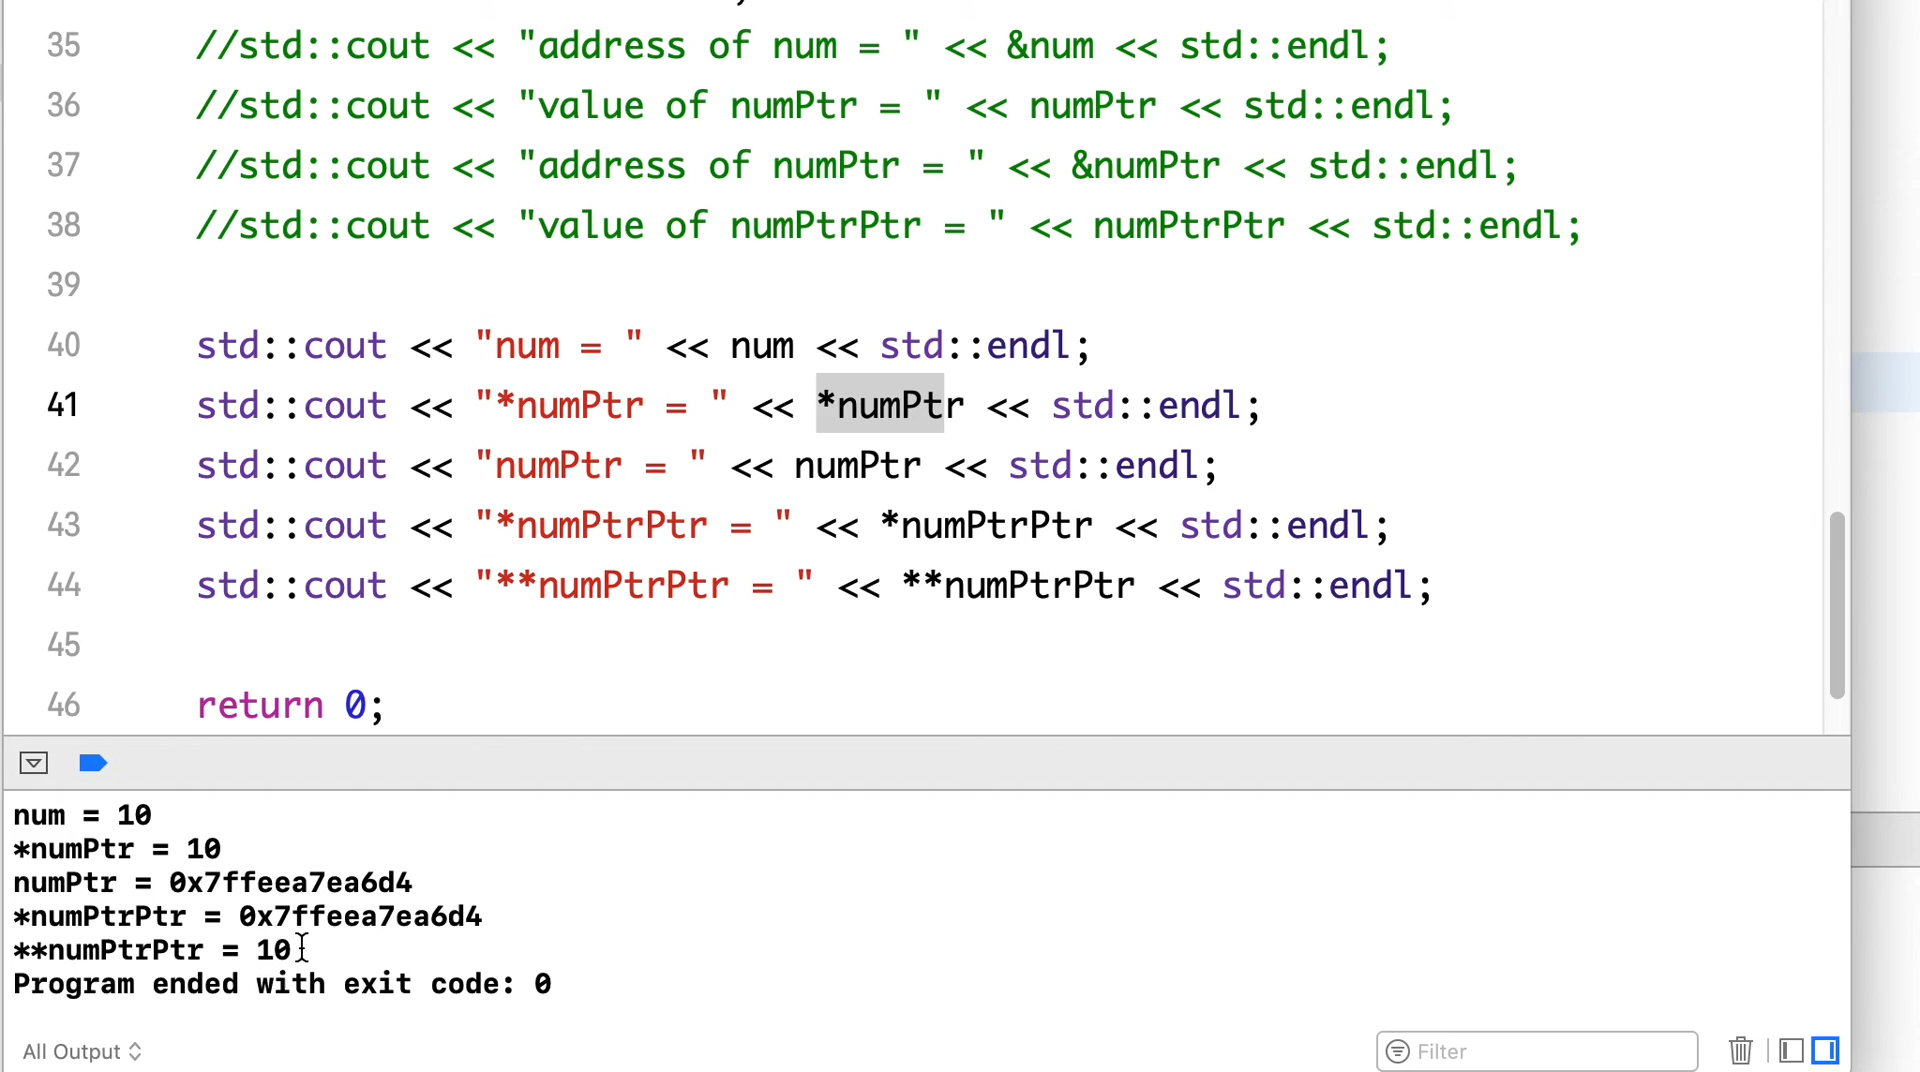 35 //std::cout << "address of num = " << &num << std::endl;
36 //std::cout << "value of numPtr = " << numPtr << std::endl;
37 //std::cout << "address of numPtr = " << &numPtr << std::endl;
38 //std::cout << "value of numPtrPtr = " << numPtrPtr << std::endl;
39
40 std::cout << "num = " << num << std::endl;
41 std::cout << "*numPtr = " << *numPtr << std::endl;
42 std::cout << "numPtr = " << numPtr << std::endl;
43 std::cout << "*numPtrPtr = " << *numPtrPtr << std::endl;
44 std::cout << "**numPtrPtr = " << **numPtrPtr << std::endl;
45
46 return 0;
num = 10
*numPtr = 10
numPtr = 0x7ffeea7ea6d4
*numPtrPtr = 0x7ffeea7ea6d4
**numPtrPtr = 10
Program ended with exit code: 0
All Output
Filter